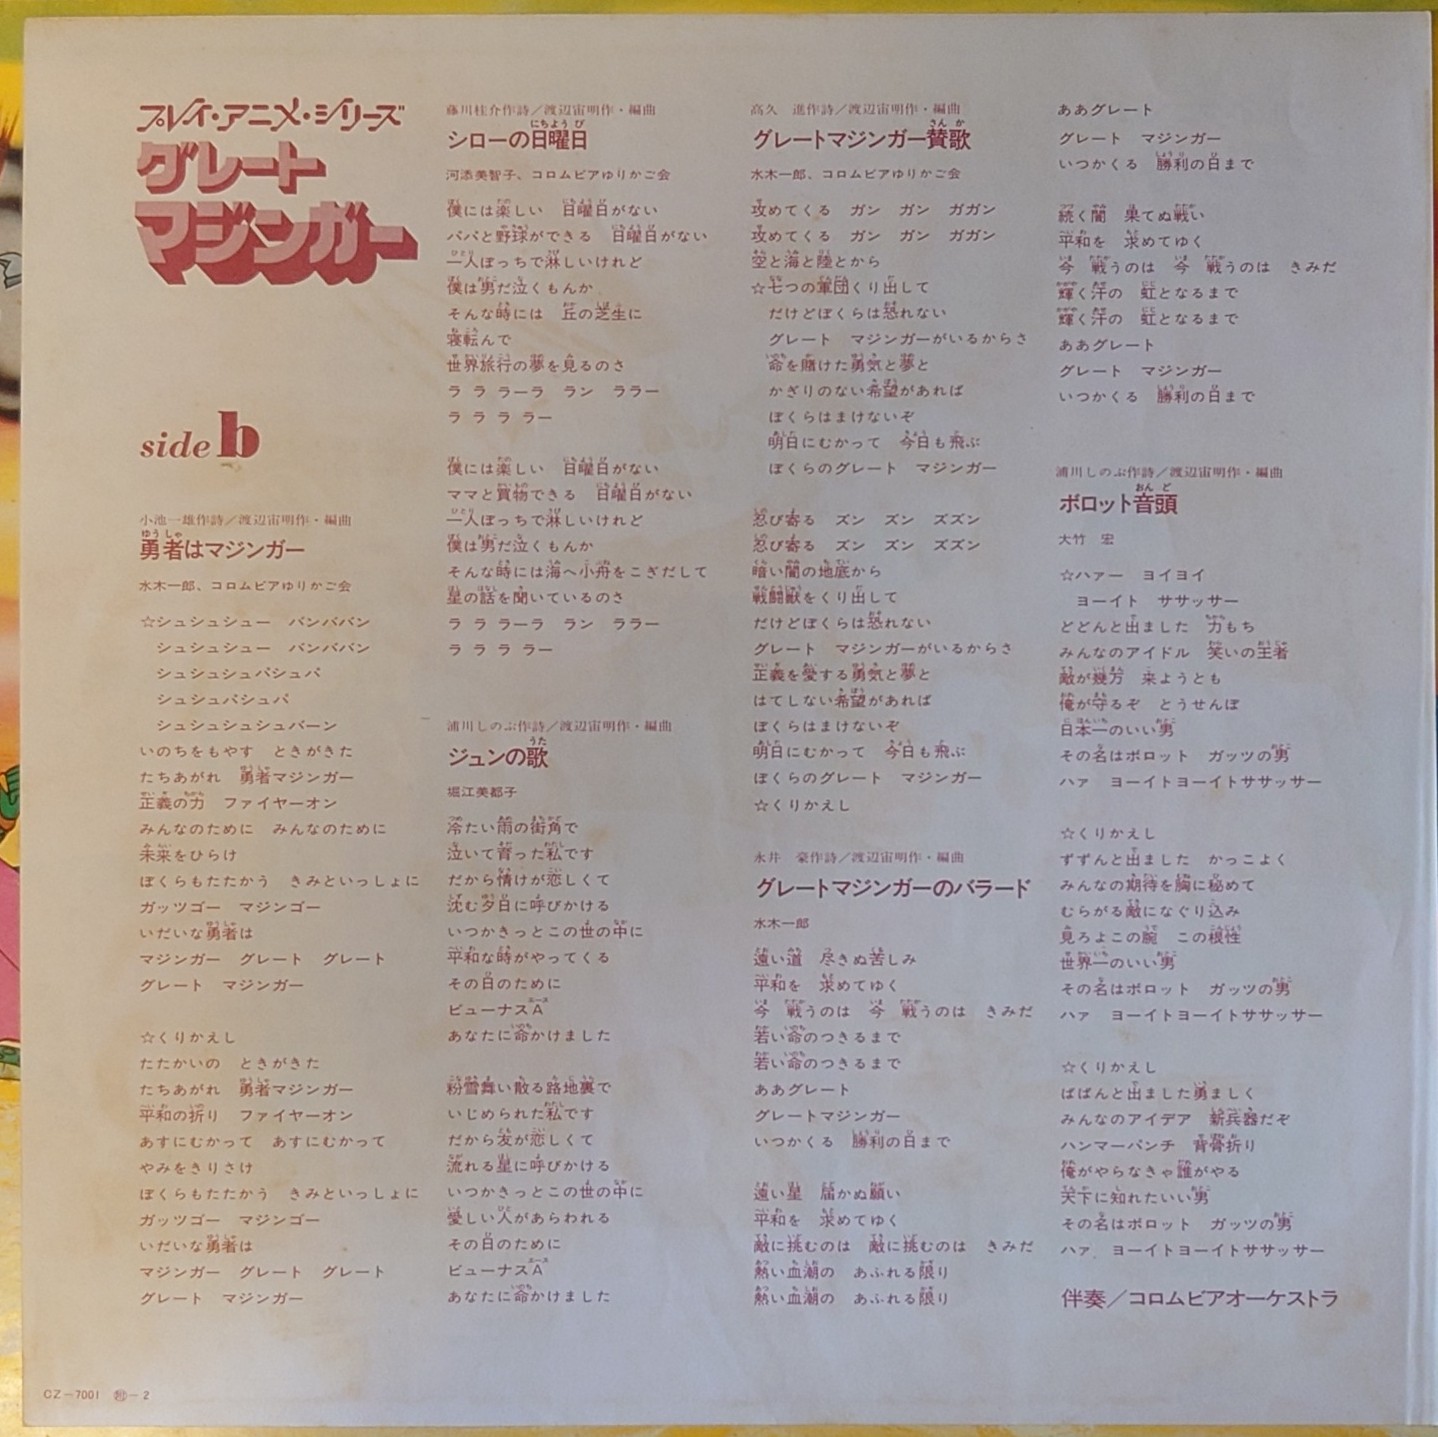 プレイ・アニメ・シリーズ
グレート
マジンガー
side b
小池一雄作詩／渡辺宙明作・編曲
勇者はマジンガー
水木一郎、コロムビアゆりかご会
☆シュシュシュー　バンババン
シュシュシュー　バンババン
シュシュシュパシュパ
シュシュパシュパ
シュシュシュシュバーン
いのちをもやす　ときがきた
たちあがれ　勇者マジンガー
正義の力　ファイヤーオン
みんなのために　みんなのために
未来をひらけ
ぼくらもたたかう　きみといっしょに
ガッツゴー　マジンゴー
いだいな勇者は
マジンガー　グレート　グレート
グレート　マジンガー
☆くりかえし
たたかいの　ときがきた
たちあがれ　勇者マジンガー
平和の祈り　ファイヤーオン
あすにむかって　あすにむかって
やみをきりさけ
ぼくらもたたかう　きみといっしょに
ガッツゴー　マジンゴー
いだいな勇者は
マジンガー　グレート　グレート
グレート　マジンガー
藤川桂介作詩／渡辺宙明作・編曲
シローの日曜日
河添美智子、コロムビアゆりかご会
僕には楽しい　日曜日がない
パパと野球ができる　日曜日がない
一人ぼっちで淋しいけれど
僕は男だ泣くもんか
そんな時には　丘の芝生に
寝転んで
世界旅行の夢を見るのさ
ラ ラ ラーラ　ラン　ララー
ラ ラ ラ ラー
僕には楽しい　日曜日がない
ママと買物できる　日曜日がない
一人ぼっちで淋しいけれど
僕は男だ泣くもんか
そんな時には海へ小舟をこぎだして
星の話を聞いているのさ
ラ ラ ラーラ　ラン　ララー
ラ ラ ラ ラー
浦川しのぶ作詩／渡辺宙明作・編曲
ジュンの歌
堀江美都子
冷たい雨の街角で
泣いて育った私です
だから情けが恋しくて
沈む夕日に呼びかける
いつかきっとこの世の中に
平和な時がやってくる
その日のために
ビューナスA
あなたに命かけました
粉雪舞い散る路地裏で
いじめられた私です
だから友が恋しくて
流れる星に呼びかける
いつかきっとこの世の中に
愛しい人があらわれる
その日のために
ビューナスA
あなたに命かけました
高久　進作詩／渡辺宙明作・編曲
グレートマジンガー賛歌
水木一郎、コロムビアゆりかご会
攻めてくる　ガン　ガン　ガガン
攻めてくる　ガン　ガン　ガガン
空と海と陸とから
☆七つの軍団くり出して
だけどぼくらは恐れない
グレート　マジンガーがいるからさ
命を賭けた勇気と夢と
かぎりのない希望があれば
ぼくらはまけないぞ
明日にむかって　今日も飛ぶ
ぼくらのグレート　マジンガー
忍び寄る　ズン　ズン　ズズン
忍び寄る　ズン　ズン　ズズン
暗い闇の地底から
戦闘獣をくり出して
だけどぼくらは恐れない
グレート　マジンガーがいるからさ
正義を愛する勇気と夢と
はてしない希望があれば
ぼくらはまけないぞ
明日にむかって　今日も飛ぶ
ぼくらのグレート　マジンガー
☆くりかえし
永井　豪作詩／渡辺宙明作・編曲
グレートマジンガーのバラード
水木一郎
遠い道　尽きぬ苦しみ
平和を　求めてゆく
今　戦うのは　今　戦うのは　きみだ
若い命のつきるまで
若い命のつきるまで
ああグレート
グレートマジンガー
いつかくる　勝利の日まで
遠い星　届かぬ願い
平和を　求めてゆく
敵に挑むのは　敵に挑むのは　きみだ
熱い血潮の　あふれる限り
熱い血潮の　あふれる限り
ああグレート
グレート　マジンガー
いつかくる　勝利の日まで
続く闇　果てぬ戦い
平和を　求めてゆく
今　戦うのは　今　戦うのは　きみだ
輝く汗の　虹となるまで
輝く汗の　虹となるまで
ああグレート
グレート　マジンガー
いつかくる　勝利の日まで
浦川しのぶ作詩／渡辺宙明作・編曲
ボロット音頭
大竹　宏
☆ハァー　ヨイヨイ
ヨーイト　ササッサー
どどんと出ました　力もち
みんなのアイドル　笑いの王者
敵が幾万　来ようとも
俺が守るぞ　とうせんぼ
日本一のいい男
その名はボロット　ガッツの男
ハァ　ヨーイトヨーイトササッサー
☆くりかえし
ずずんと出ました　かっこよく
みんなの期待を胸に秘めて
むらがる敵になぐり込み
見ろよこの腕　この根性
世界一のいい男
その名はボロット　ガッツの男
ハァ　ヨーイトヨーイトササッサー
☆くりかえし
ばばんと出ました勇ましく
みんなのアイデア　新兵器だぞ
ハンマーパンチ　背骨折り
俺がやらなきゃ誰がやる
天下に知れたいい男
その名はボロット　ガッツの男
ハァ　ヨーイトヨーイトササッサー
伴奏／コロムビアオーケストラ
CZ－7001
－2